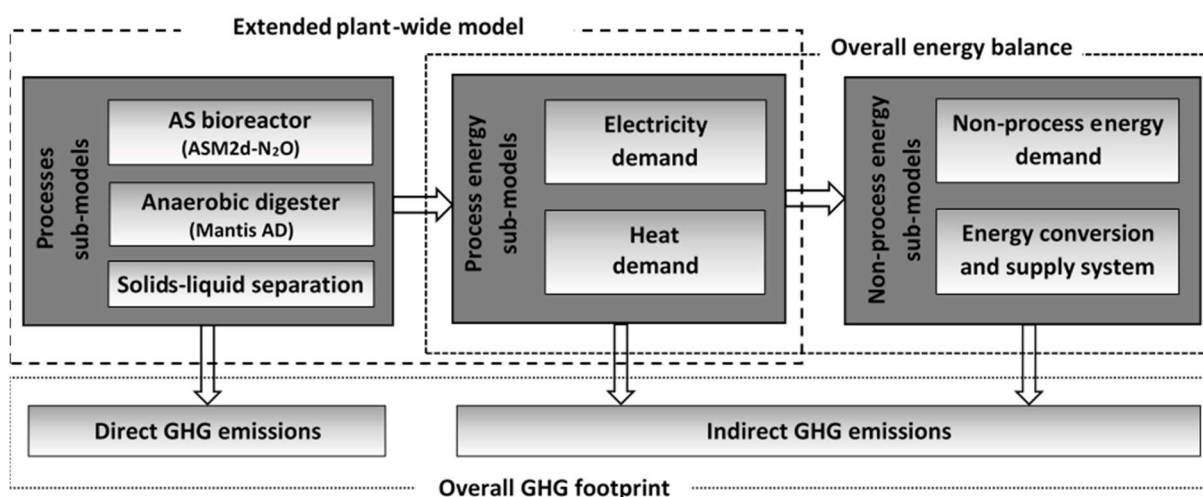 Extended plant-wide model
Overall energy balance
Processes
sub-models
AS bioreactor
(ASM2d-N₂O)
Anaerobic digester
(Mantis AD)
Solids-liquid separation
Process energy
sub-models
Electricity
demand
Heat
demand
Non-process energy
sub-models
Non-process energy
demand
Energy conversion
and supply system
Direct GHG emissions
Indirect GHG emissions
Overall GHG footprint